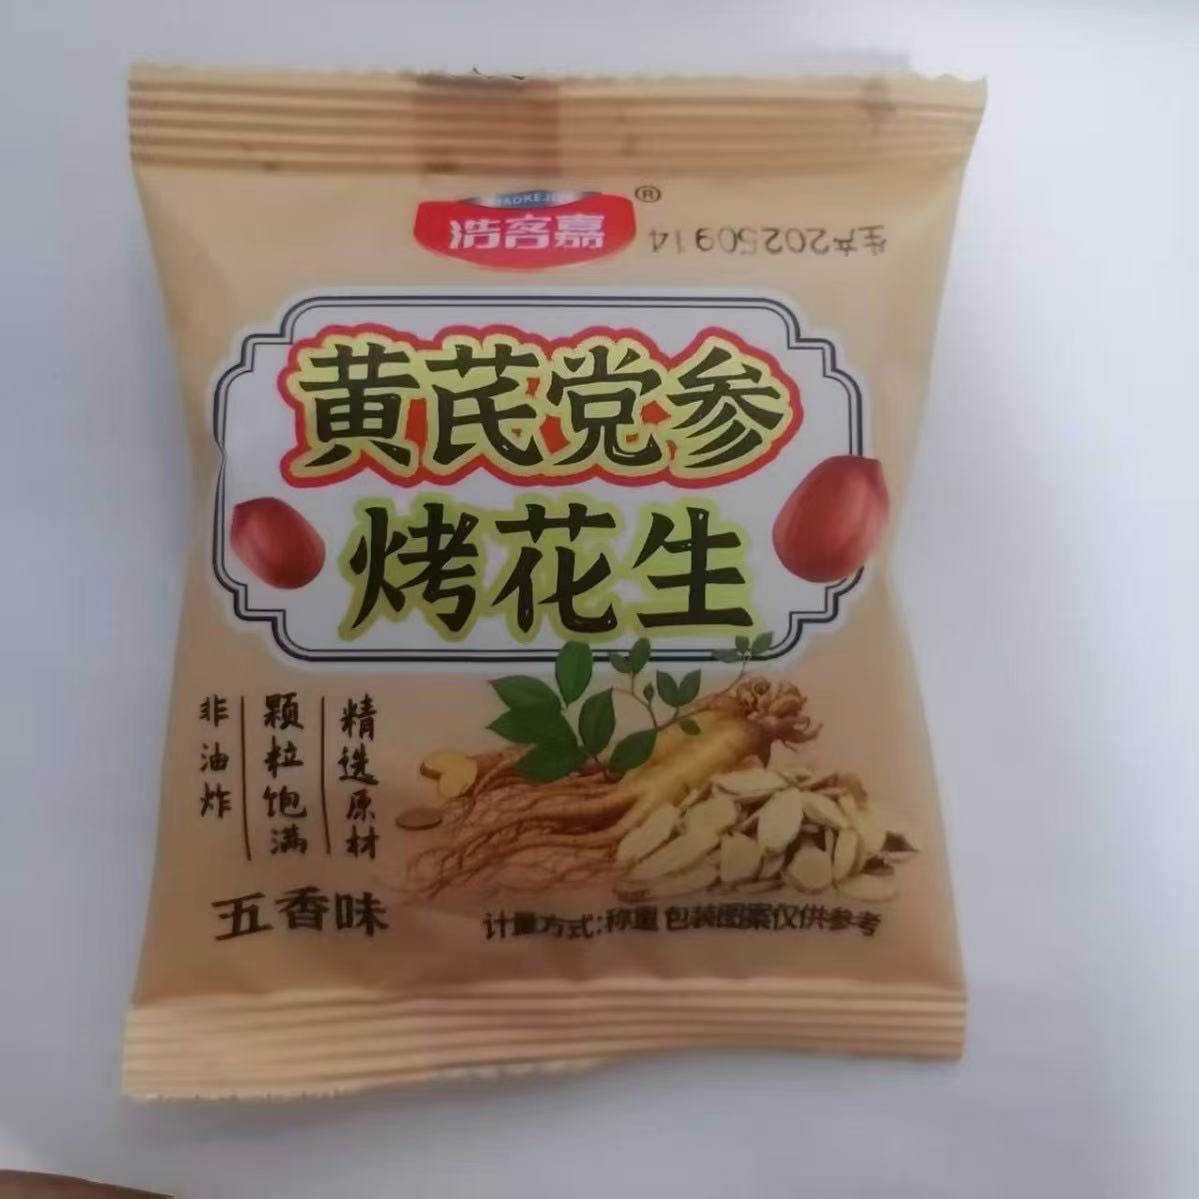 浩客嘉
®
生产20250914
黄芪党参
烤花生
精选原材
颗粒饱满
非油炸
五香味
计量方式:称重 包装图案仅供参考